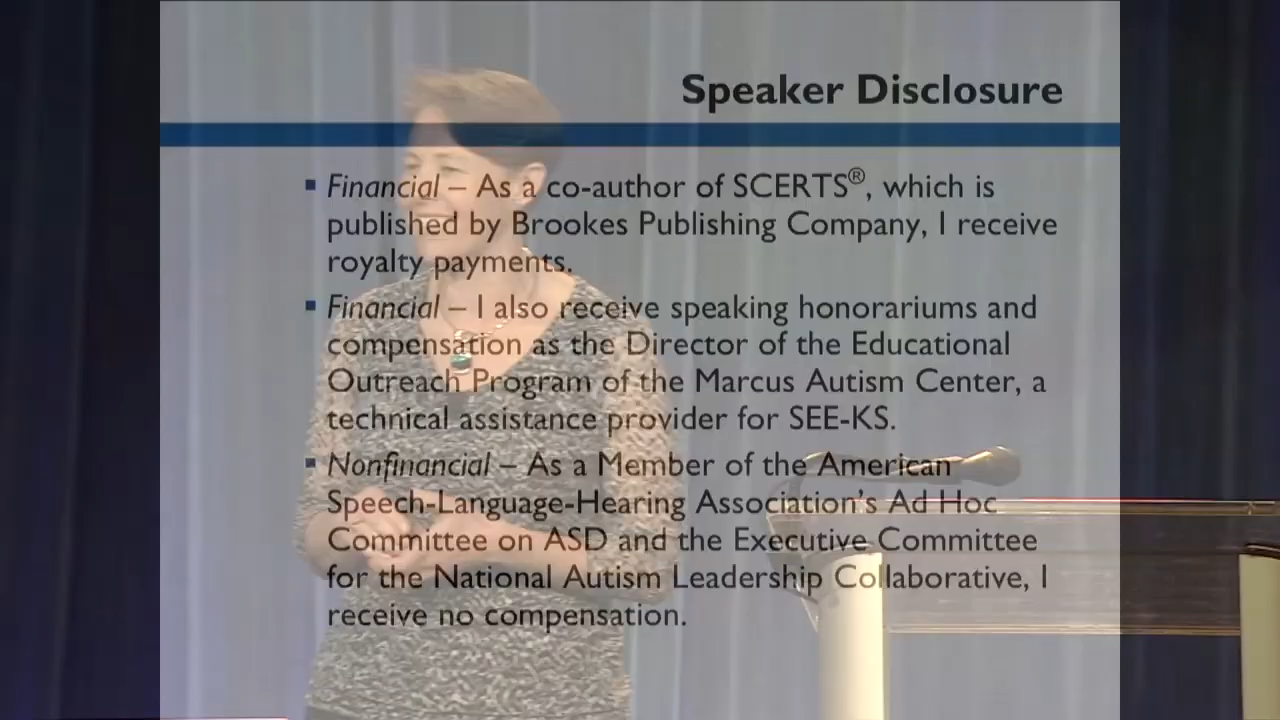 Speaker Disclosure
▪ Financial – As a co-author of SCERTS®, which is
published by Brookes Publishing Company, I receive
royalty payments.
▪ Financial – I also receive speaking honorariums and
compensation as the Director of the Educational
Outreach Program of the Marcus Autism Center, a
technical assistance provider for SEE-KS.
▪ Nonfinancial – As a Member of the American
Speech-Language-Hearing Association's Ad Hoc
Committee on ASD and the Executive Committee
for the National Autism Leadership Collaborative, I
receive no compensation.